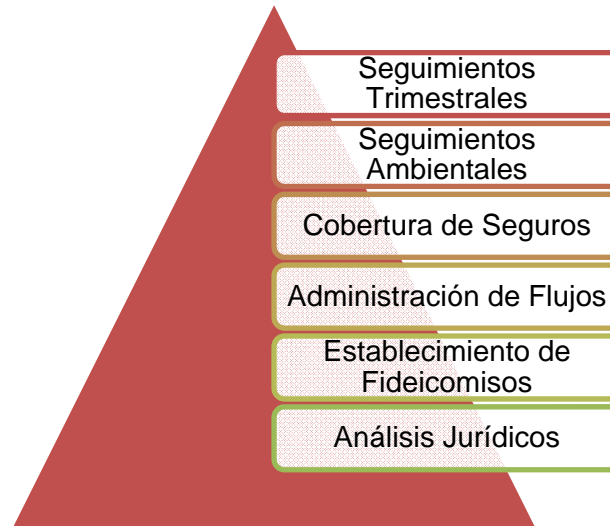 Seguimientos
Trimestrales
Seguimientos
Ambientales
Cobertura de Seguros
Administración de Flujos
Establecimiento de
Fideicomisos
Análisis Jurídicos